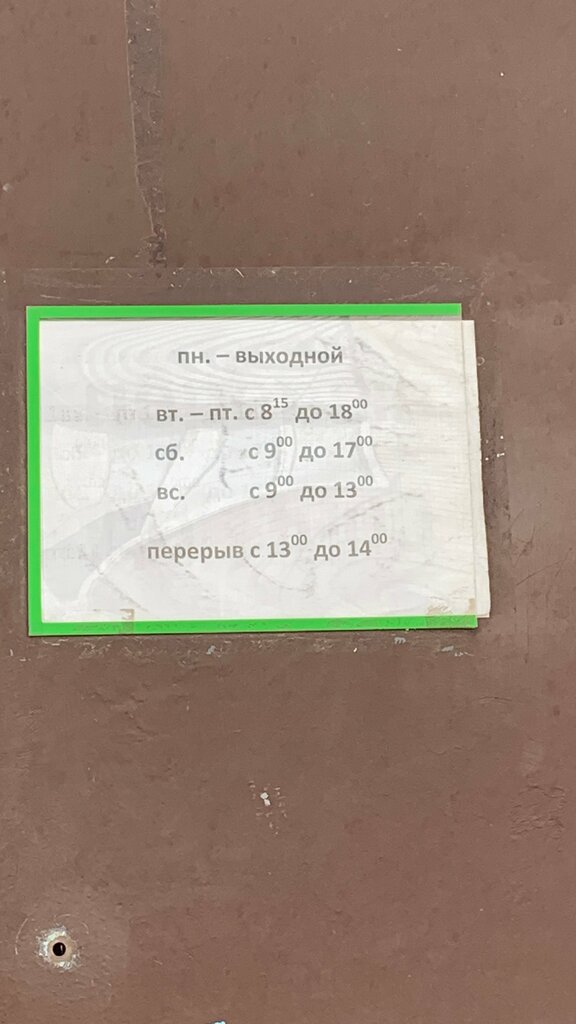 пн. – выходной
вт. – пт. с 8¹⁵ до 18⁰⁰
сб. с 9⁰⁰ до 17⁰⁰
вс. с 9⁰⁰ до 13⁰⁰
перерыв с 13⁰⁰ до 14⁰⁰